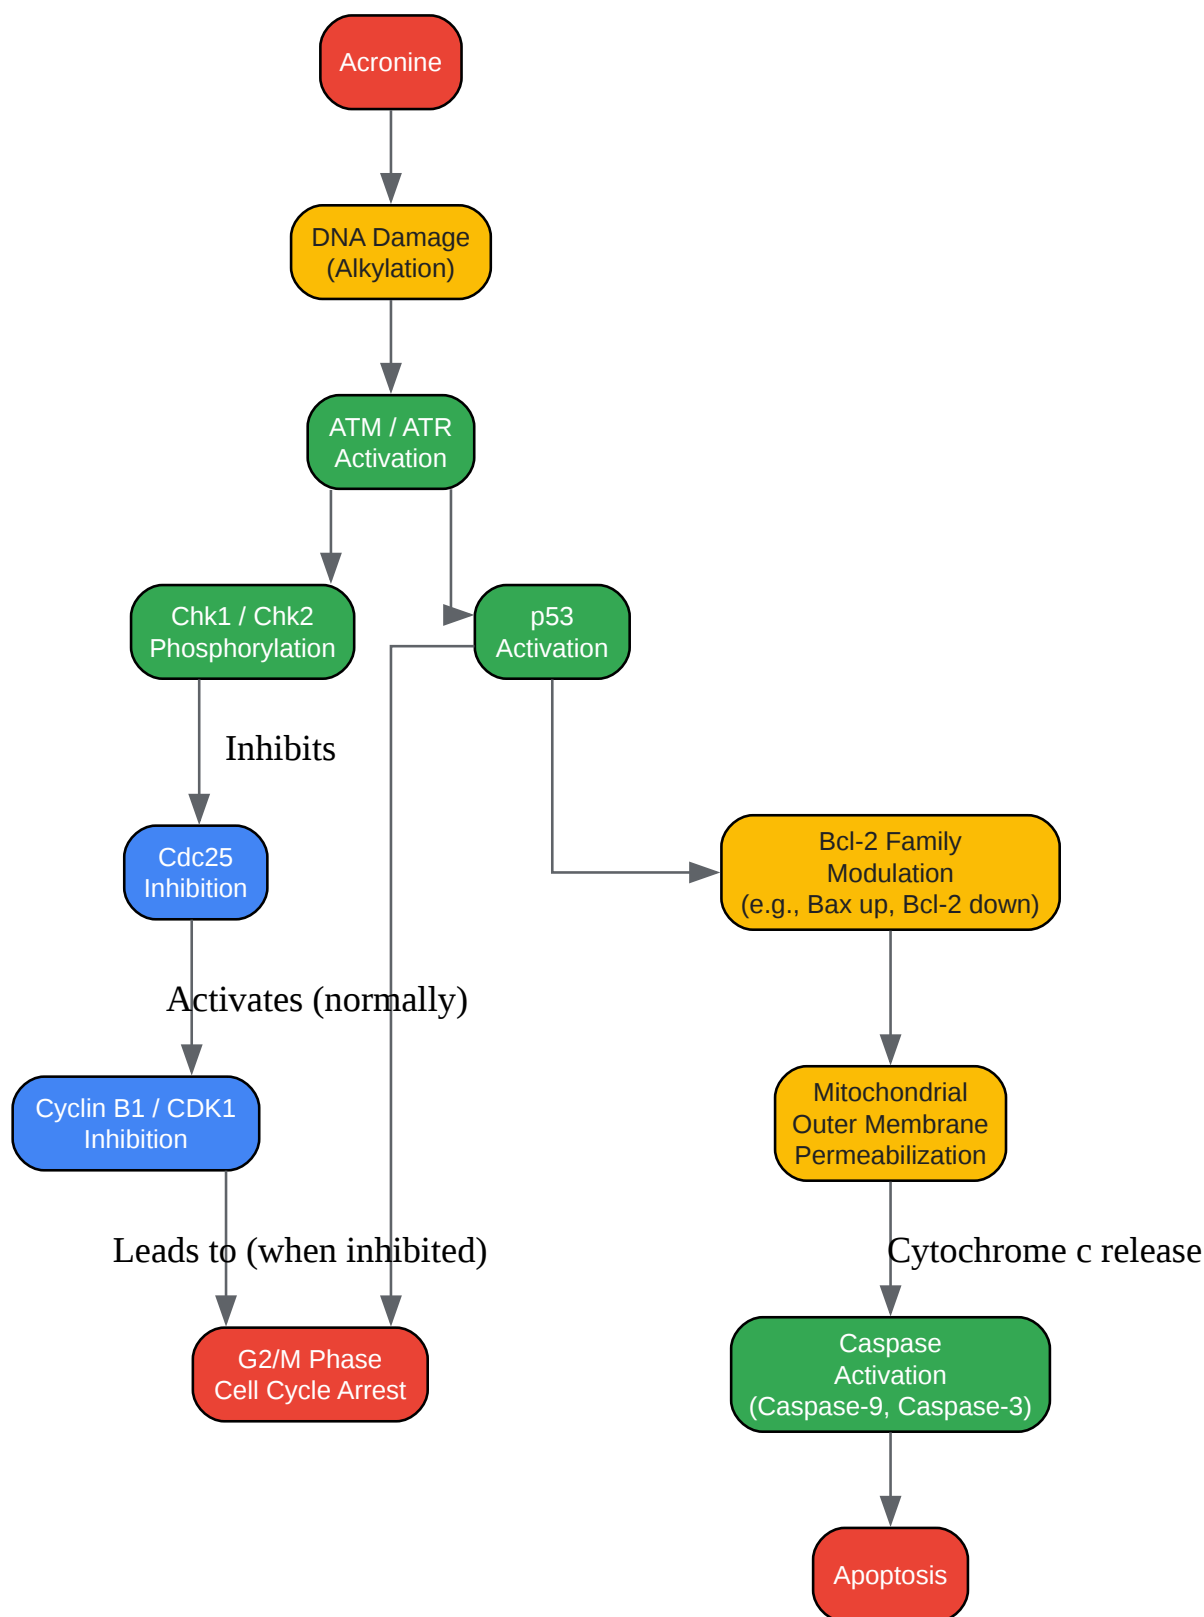 Acronine
DNA Damage
(Alkylation)
ATM / ATR
Activation
Chk1 / Chk2
Phosphorylation
p53
Activation
Inhibits
Cdc25
Inhibition
Bcl-2 Family
Modulation
(e.g., Bax up, Bcl-2 down)
Activates (normally)
Cyclin B1 / CDK1
Inhibition
Mitochondrial
Outer Membrane
Permeabilization
Leads to (when inhibited)
Cytochrome c release
G2/M Phase
Cell Cycle Arrest
Caspase
Activation
(Caspase-9, Caspase-3)
Apoptosis